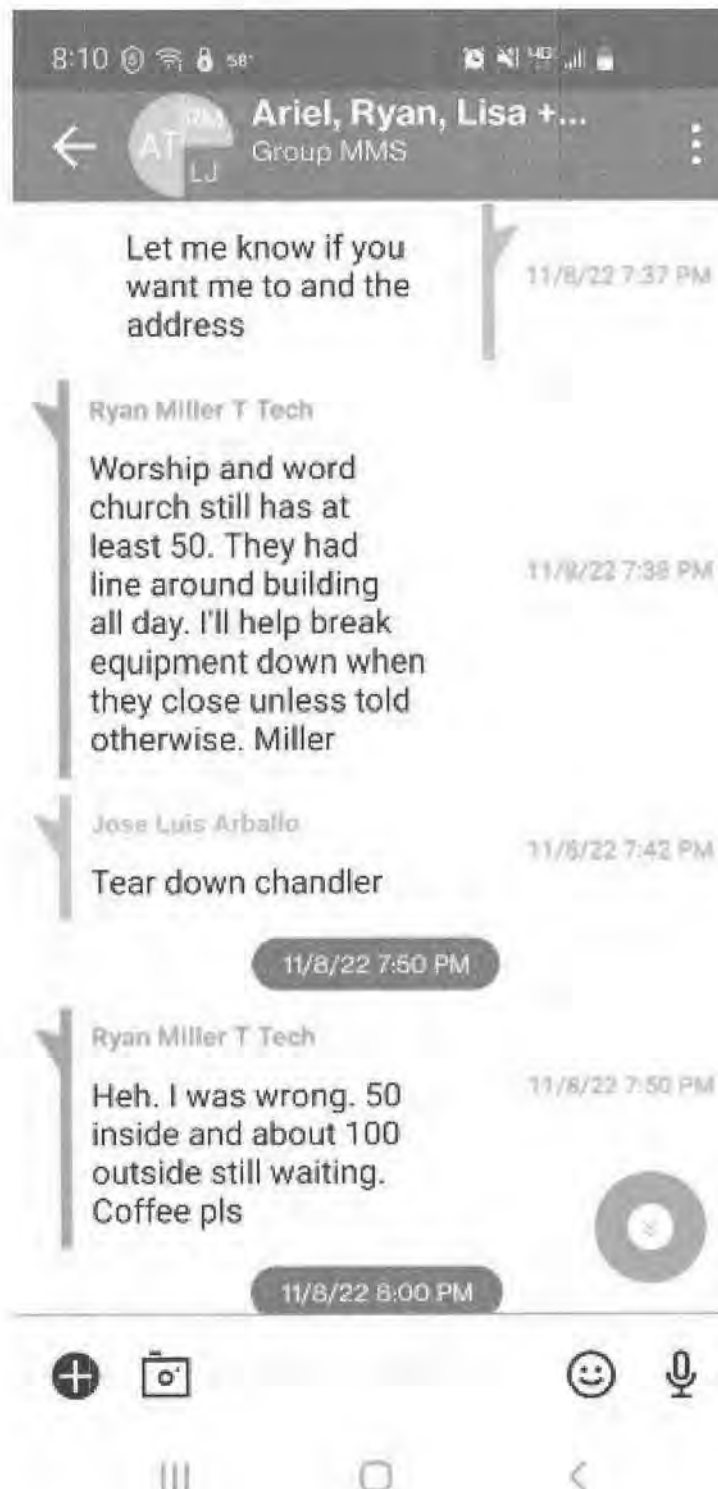 8:10 58°
Ariel, Ryan, Lisa +...
Group MMS
AT
LJ
Let me know if you
want me to and the
address
11/8/22 7:37 PM
Ryan Miller T Tech
Worship and word
church still has at
least 50. They had
line around building
all day. I'll help break
equipment down when
they close unless told
otherwise. Miller
11/8/22 7:38 PM
Jose Luis Arballo
Tear down chandler
11/8/22 7:42 PM
11/8/22 7:50 PM
Ryan Miller T Tech
Heh. I was wrong. 50
inside and about 100
outside still waiting.
Coffee pls
11/8/22 7:50 PM
11/8/22 8:00 PM